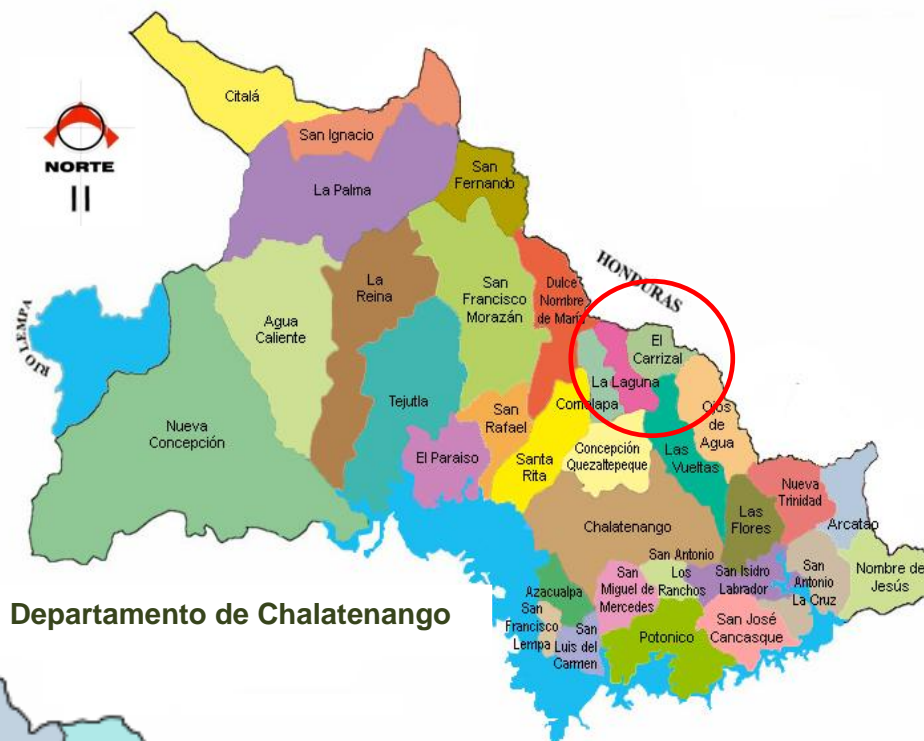 Citalá
San Ignacio
NORTE
La Palma
San
Fernando
HONDURAS
La
Reina
San
Francisco
Morazán
Dulce
Nombre
de María
RIO LEMPA
Agua
Caliente
El
Carrizal
La Laguna
Tejutla
Comalapa
Ojos
de
Agua
San
Rafael
Nueva
Concepción
El Paraiso
Santa
Rita
Concepción
Quezaltepeque
Las
Vueltas
Nueva
Trinidad
Las
Flores
Arcatao
Chalatenango
San Antonio
Los
Ranchos
San
Miguel de
Mercedes
San Isidro
Labrador
San
Antonio
La Cruz
Nombre de
Jesús
Azacualpa
San
Francisco
Lempa
San
Luis del
Carmen
Potonico
San José
Cancasque
Departamento de Chalatenango